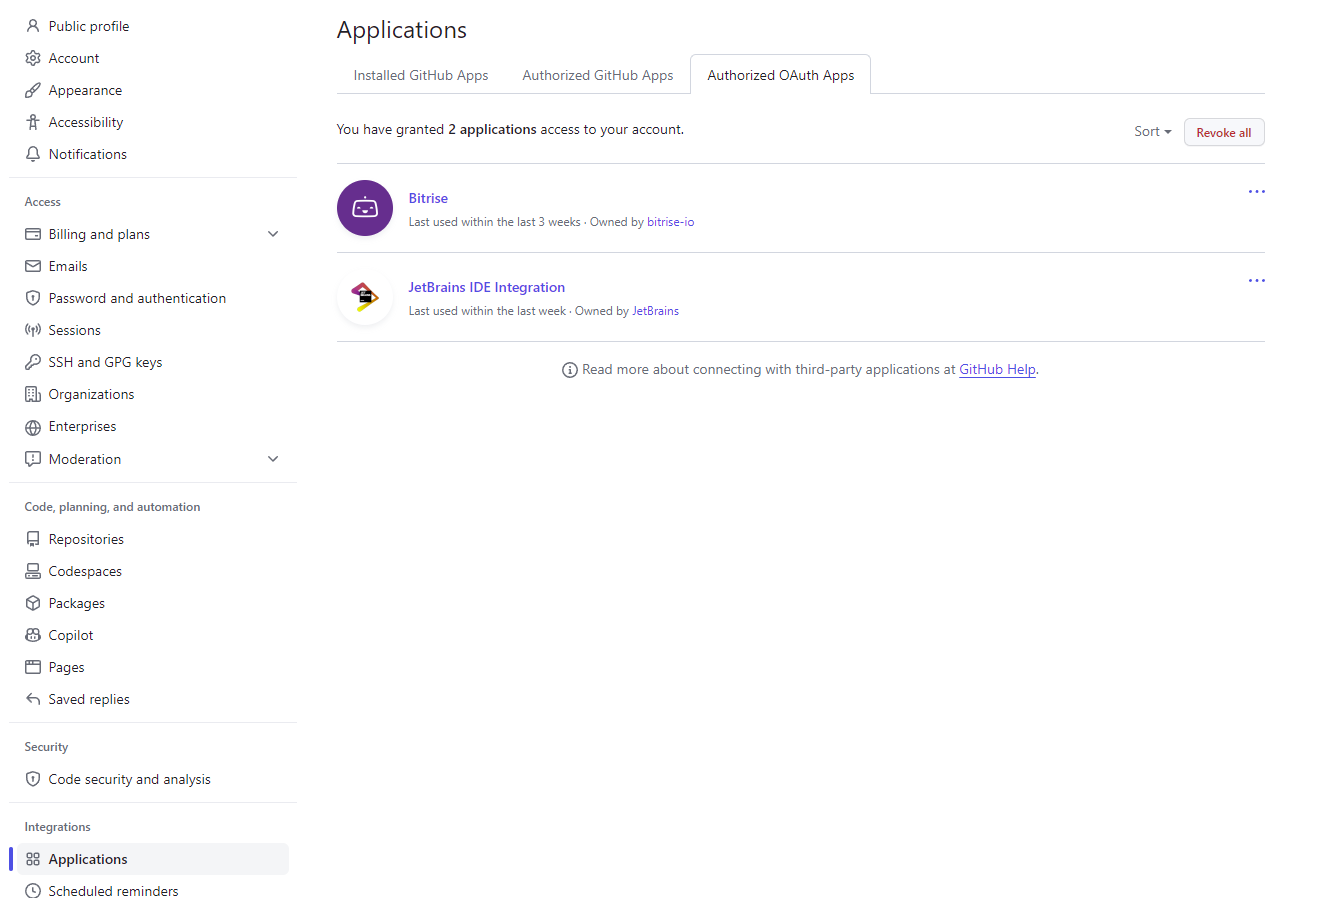 Public profile
Account
Appearance
Accessibility
Notifications
Access
Billing and plans
Emails
Password and authentication
Sessions
SSH and GPG keys
Organizations
Enterprises
Moderation
Code, planning, and automation
Repositories
Codespaces
Packages
Copilot
Pages
Saved replies
Security
Code security and analysis
Integrations
Applications
Scheduled reminders
Applications
Installed GitHub Apps Authorized GitHub Apps Authorized OAuth Apps
You have granted 2 applications access to your account. Sort Revoke all
Bitrise
Last used within the last 3 weeks · Owned by bitrise-io
JetBrains IDE Integration
Last used within the last week · Owned by JetBrains
Read more about connecting with third-party applications at GitHub Help.